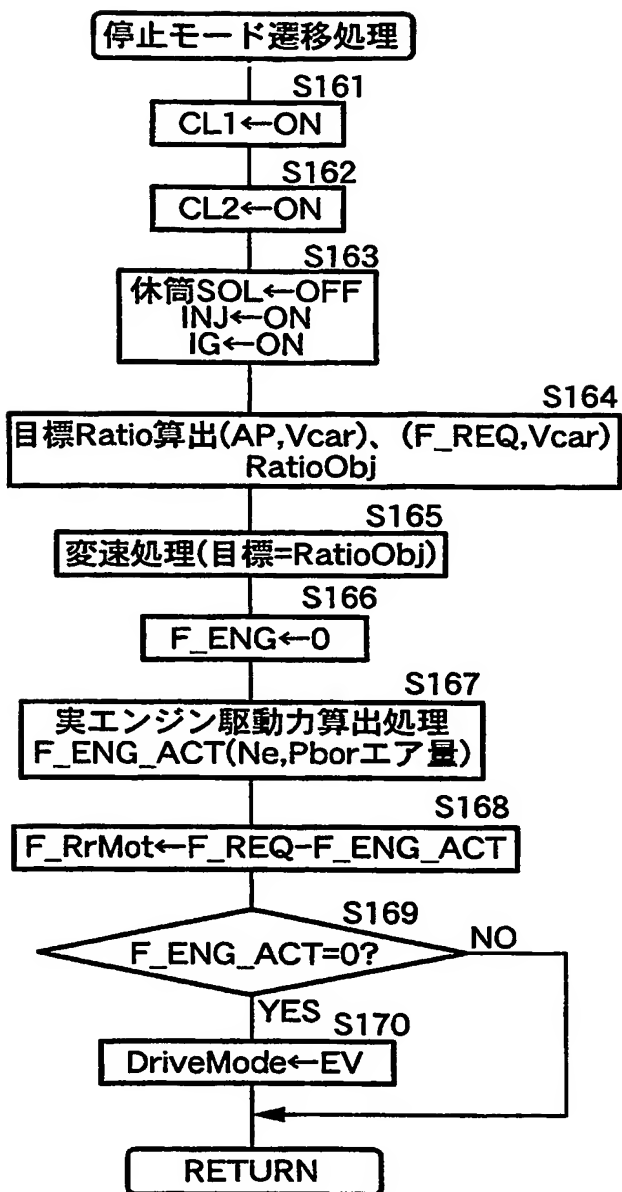 停止モード遷移処理
S161
CL1←ON
S162
CL2←ON
S163
休筒SOL←OFF
INJ←ON
IG←ON
S164
目標Ratio算出(AP,Vcar)、(F_REQ,Vcar)
RatioObj
S165
変速処理(目標=RatioObj)
S166
F_ENG←0
S167
実エンジン駆動力算出処理
F_ENG_ACT(Ne,Pborエア量)
S168
F_RrMot←F_REQ-F_ENG_ACT
S169
F_ENG_ACT=0?
NO
YES
S170
DriveMode←EV
RETURN